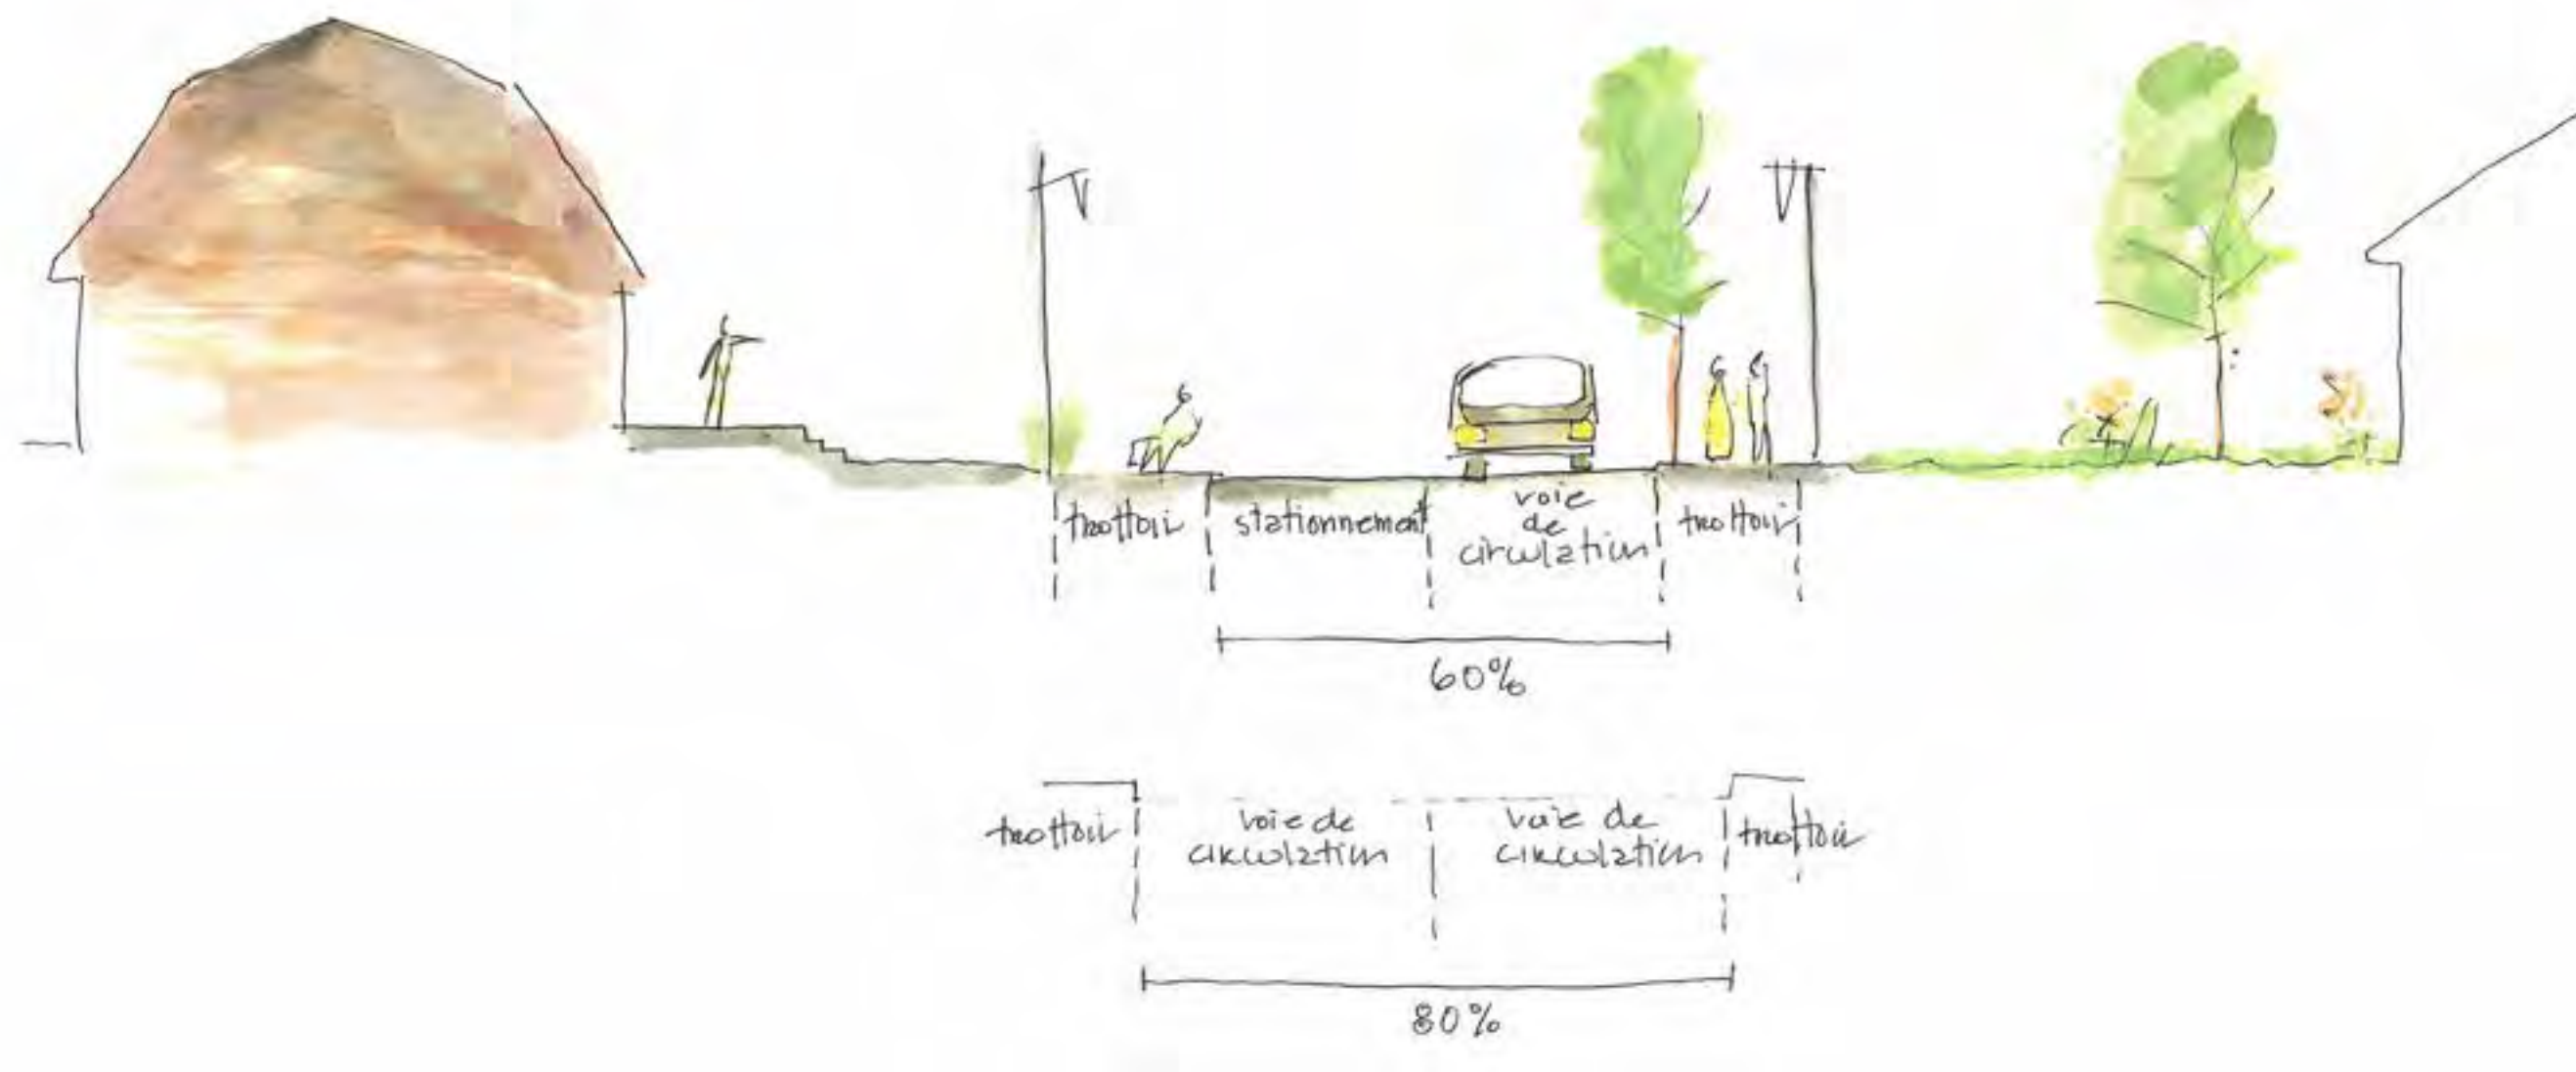 trottoir
stationnement
voie
de
circulation
trottoir
60%
trottoir
voie de
circulation
voie de
circulation
trottoir
80%